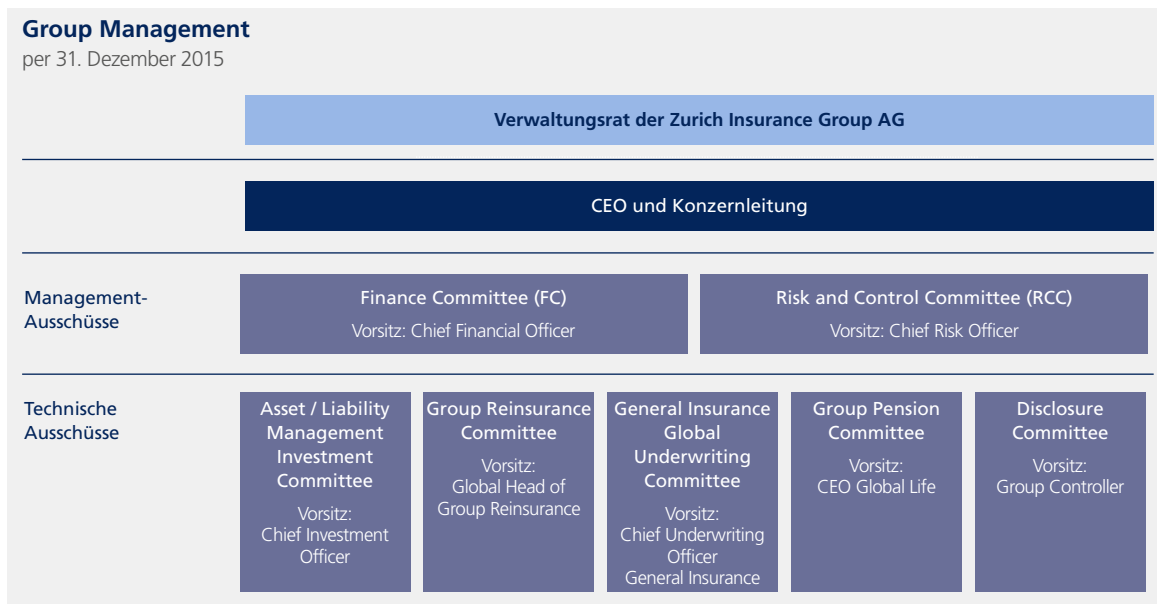 Group Management
per 31. Dezember 2015
Verwaltungsrat der Zurich Insurance Group AG
CEO und Konzernleitung
Management-
Ausschüsse
Finance Committee (FC)
Vorsitz: Chief Financial Officer
Risk and Control Committee (RCC)
Vorsitz: Chief Risk Officer
Technische
Ausschüsse
Asset / Liability
Management
Investment
Committee
Vorsitz:
Chief Investment
Officer
Group Reinsurance
Committee
Vorsitz:
Global Head of
Group Reinsurance
General Insurance
Global
Underwriting
Committee
Vorsitz:
Chief Underwriting
Officer
General Insurance
Group Pension
Committee
Vorsitz:
CEO Global Life
Disclosure
Committee
Vorsitz:
Group Controller